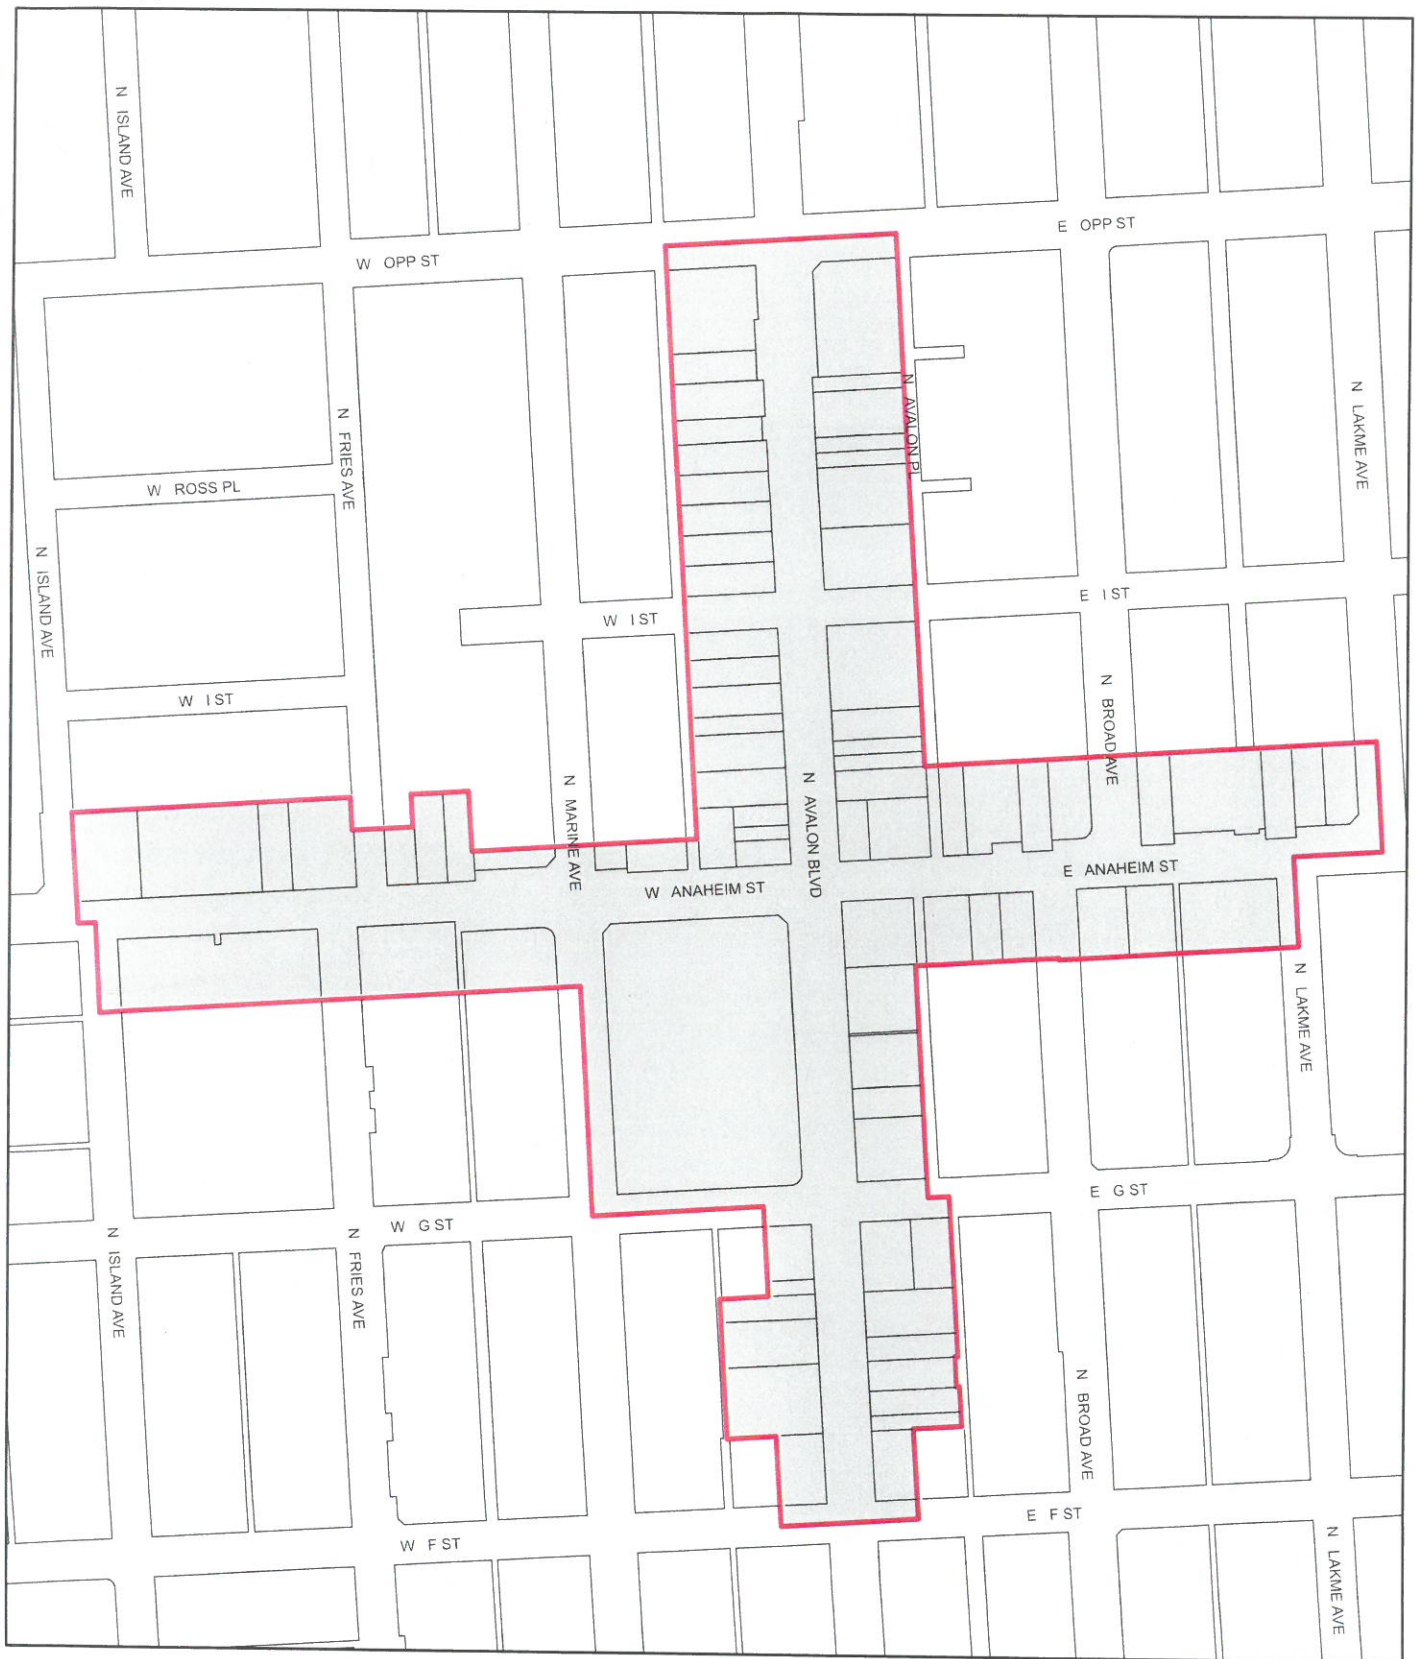 N ISLAND AVE
E OPP ST
W OPP ST
N AVALON PL
N LAKME AVE
N FRIES AVE
W ROSS PL
N ISLAND AVE
E I ST
W I ST
W I ST
N BROAD AVE
N MARINE AVE
N AVALON BLVD
E ANAHEIM ST
W ANAHEIM ST
N LAKME AVE
E G ST
W G ST
N ISLAND AVE
N FRIES AVE
N BROAD AVE
E F ST
W F ST
N LAKME AVE